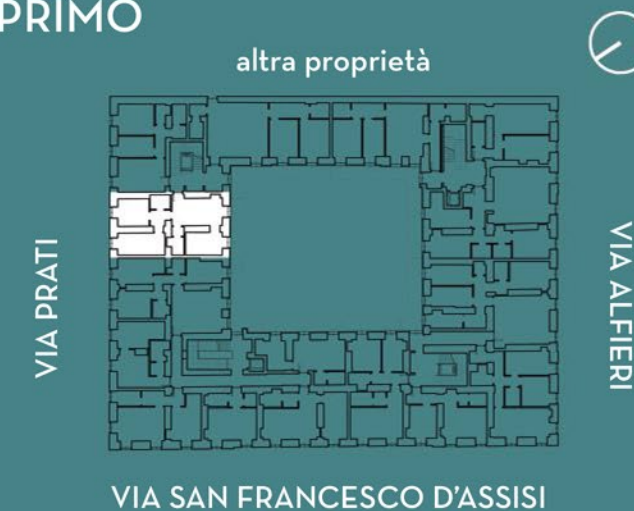 PRIMO
altra proprietà
VIA PRATI
VIA ALFIERI
VIA SAN FRANCESCO D'ASSISI